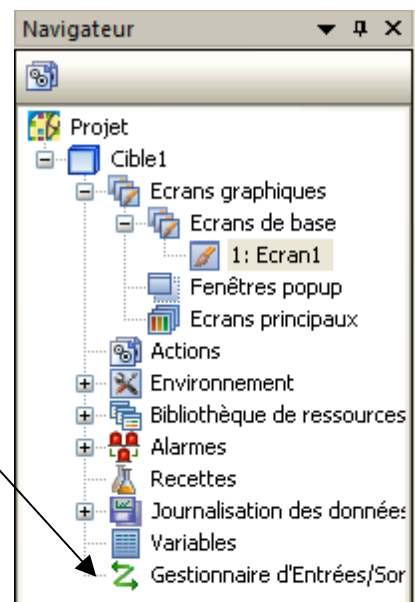 Navigateur
Projet
Cible1
Ecrans graphiques
Ecrans de base
1: Ecran1
Fenêtres popup
Ecrans principaux
Actions
Environnement
Bibliothèque de ressources
Alarmes
Recettes
Journalisation des données
Variables
Gestionnaire d'Entrées/Sor